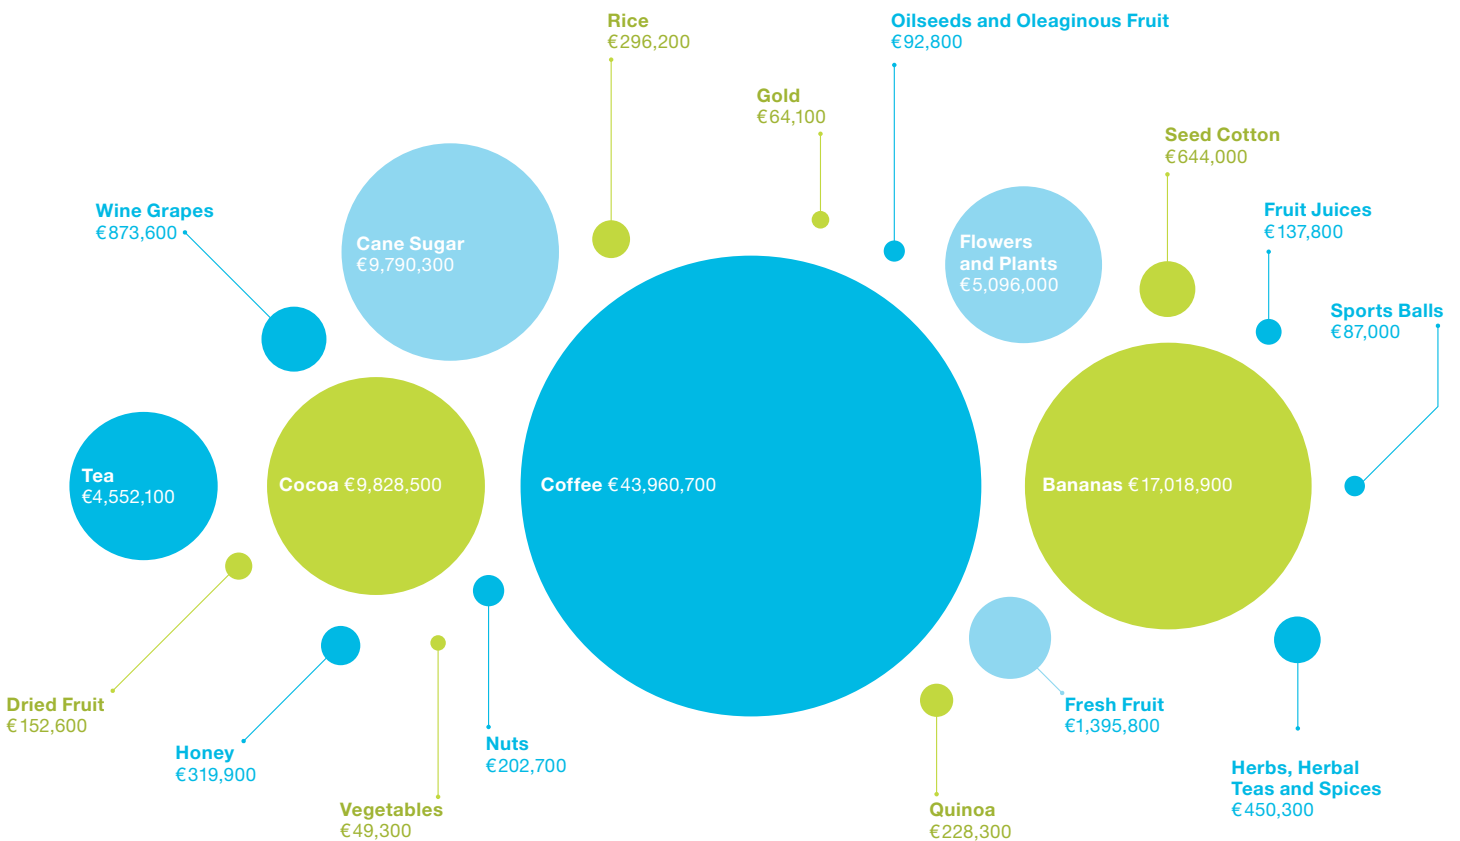 Rice
€296,200
Oilseeds and Oleaginous Fruit
€92,800
Gold
€64,100
Seed Cotton
€644,000
Wine Grapes
€873,600
Fruit Juices
€137,800
Cane Sugar
€9,790,300
Flowers
and Plants
€5,096,000
Sports Balls
€87,000
Tea
€4,552,100
Cocoa €9,828,500
Coffee €43,960,700
Bananas €17,018,900
Dried Fruit
€152,600
Honey
€319,900
Nuts
€202,700
Fresh Fruit
€1,395,800
Herbs, Herbal
Teas and Spices
€450,300
Vegetables
€49,300
Quinoa
€228,300